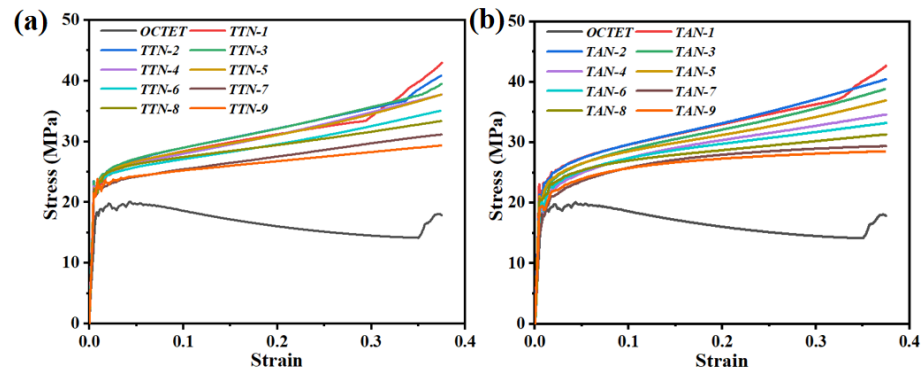 (a)
50
40
30
20
10
0
Stress (MPa)
OCTET TTN-1
TTN-2 TTN-3
TTN-4 TTN-5
TTN-6 TTN-7
TTN-8 TTN-9
0.0 0.1 0.2 0.3 0.4
Strain
(b)
50
40
30
20
10
0
Stress (MPa)
OCTET TAN-1
TAN-2 TAN-3
TAN-4 TAN-5
TAN-6 TAN-7
TAN-8 TAN-9
0.0 0.1 0.2 0.3 0.4
Strain